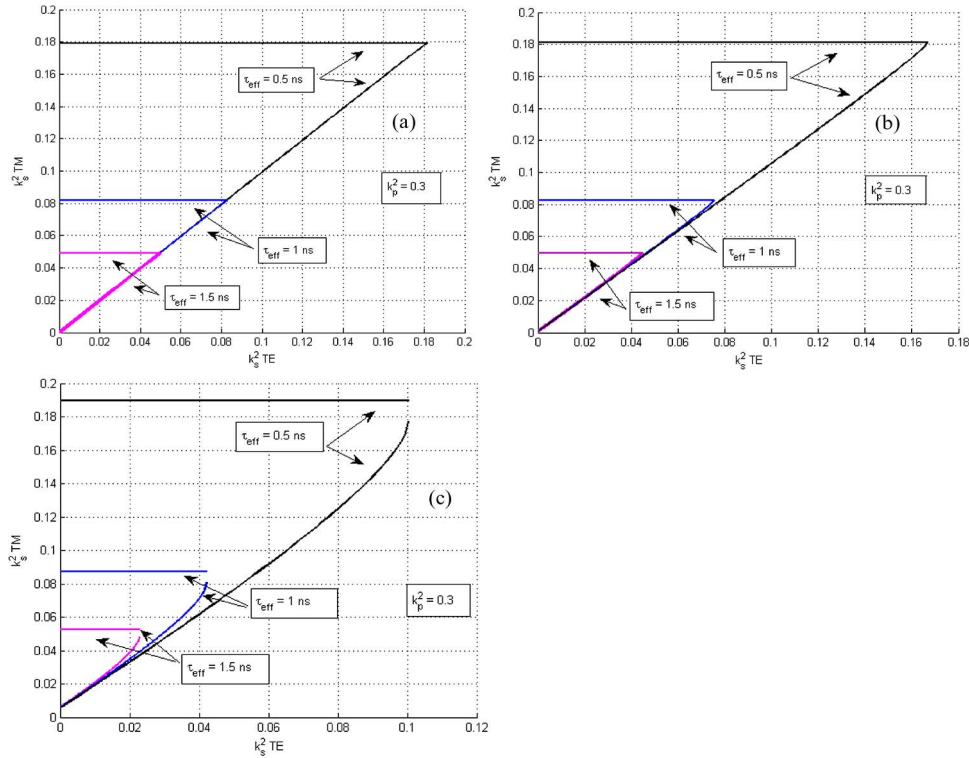 0.2
0.18
0.16
0.14
0.12
0.1
0.08
0.06
0.04
0.02
0
k_s^2 TM
τ_eff = 0.5 ns
(a)
k_p^2 = 0.3
τ_eff = 1 ns
τ_eff = 1.5 ns
0 0.02 0.04 0.06 0.08 0.1 0.12 0.14 0.16 0.18 0.2
k_s^2 TE
0.2
0.18
0.16
0.14
0.12
0.1
0.08
0.06
0.04
0.02
0
k_s^2 TM
τ_eff = 0.5 ns
(b)
k_p^2 = 0.3
τ_eff = 1 ns
τ_eff = 1.5 ns
0 0.02 0.04 0.06 0.08 0.1 0.12 0.14 0.16 0.18
k_s^2 TE
0.2
0.18
0.16
0.14
0.12
0.1
0.08
0.06
0.04
0.02
0
k_s^2 TM
τ_eff = 0.5 ns
(c)
τ_eff = 1 ns
k_p^2 = 0.3
τ_eff = 1.5 ns
0 0.02 0.04 0.06 0.08 0.1 0.12
k_s^2 TE